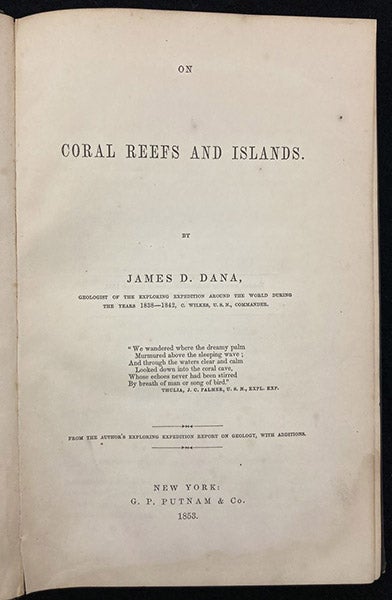 ON
CORAL REEFS AND ISLANDS.
BY
JAMES D. DANA,
GEOLOGIST OF THE EXPLORING EXPEDITION AROUND THE WORLD DURING
THE YEARS 1838—1842, C. WILKES, U. S. N., COMMANDER.
"We wandered where the dreamy palm
Murmured above the sleeping wave ;
And through the waters clear and calm
Looked down into the coral cave,
Whose echoes never had been stirred
By breath of man or song of bird."
THULIA, J. C. PALMER, U. S. N., EXPL. EXP.
FROM THE AUTHOR'S EXPLORING EXPEDITION REPORT ON GEOLOGY, WITH ADDITIONS.
NEW YORK:
G. P. PUTNAM & Co.
1853.